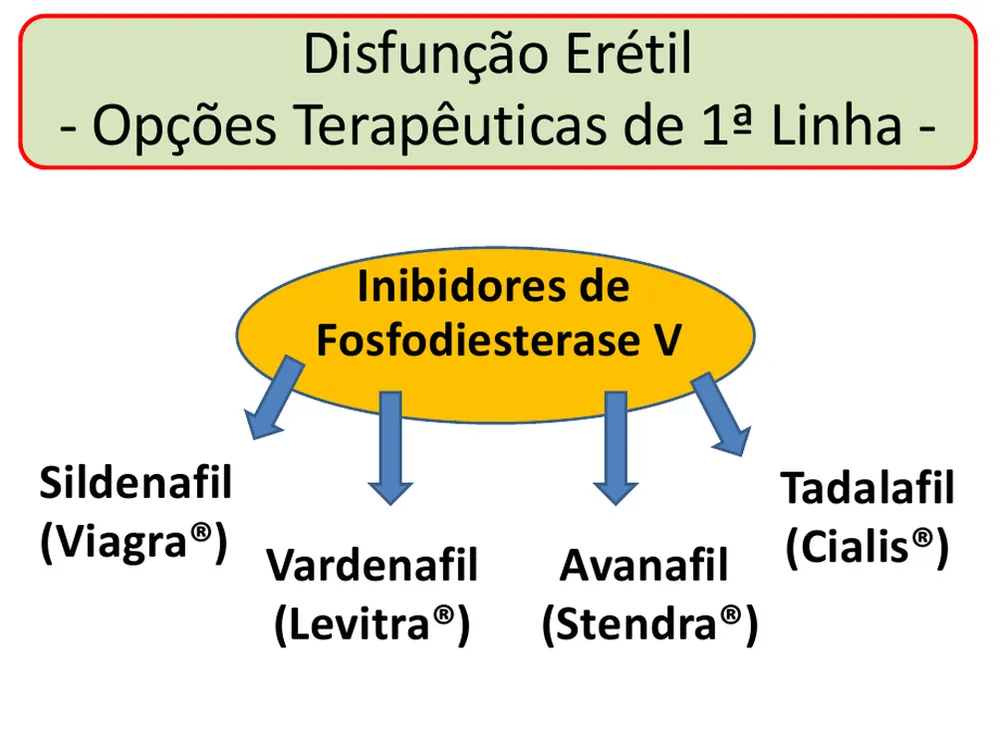 Disfunção Erétil
- Opções Terapêuticas de 1ª Linha -
Inibidores de
Fosfodiesterase V
Sildenafil
(Viagra®)
Vardenafil
(Levitra®)
Avanafil
(Stendra®)
Tadalafil
(Cialis®)